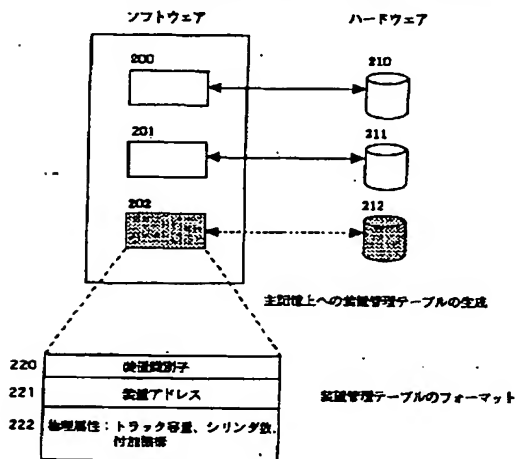 ソフトウェア
ハードウェア
200
210
201
211
202
212
主記憶上への装置管理テーブルの生成
220 装置識別子
221 装置アドレス
装置管理テーブルのフォーマット
222 物理属性：トラック容量、シリンダ数、
付加機構